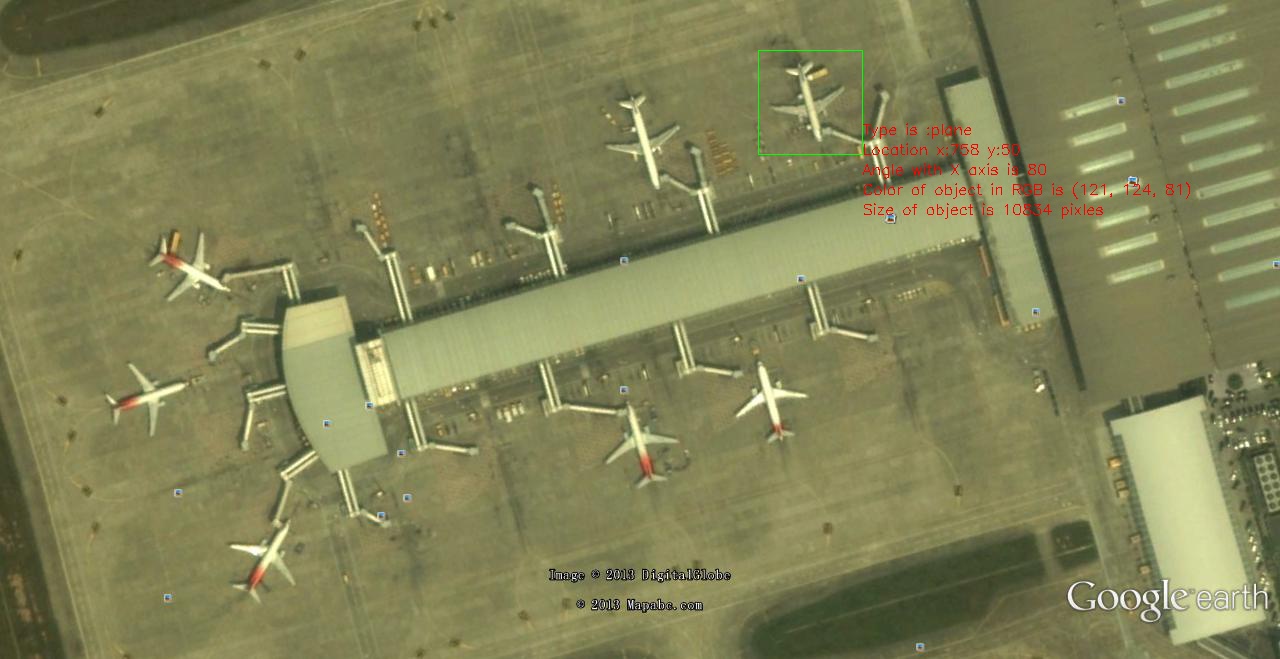 Type is :plane
Location x:758 y:50
Angle with X axis is 80
Color of object in RGB is (121, 124, 81)
Size of object is 10834 pixles
Image © 2013 DigitalGlobe
© 2013 Mapabc.com
Google earth